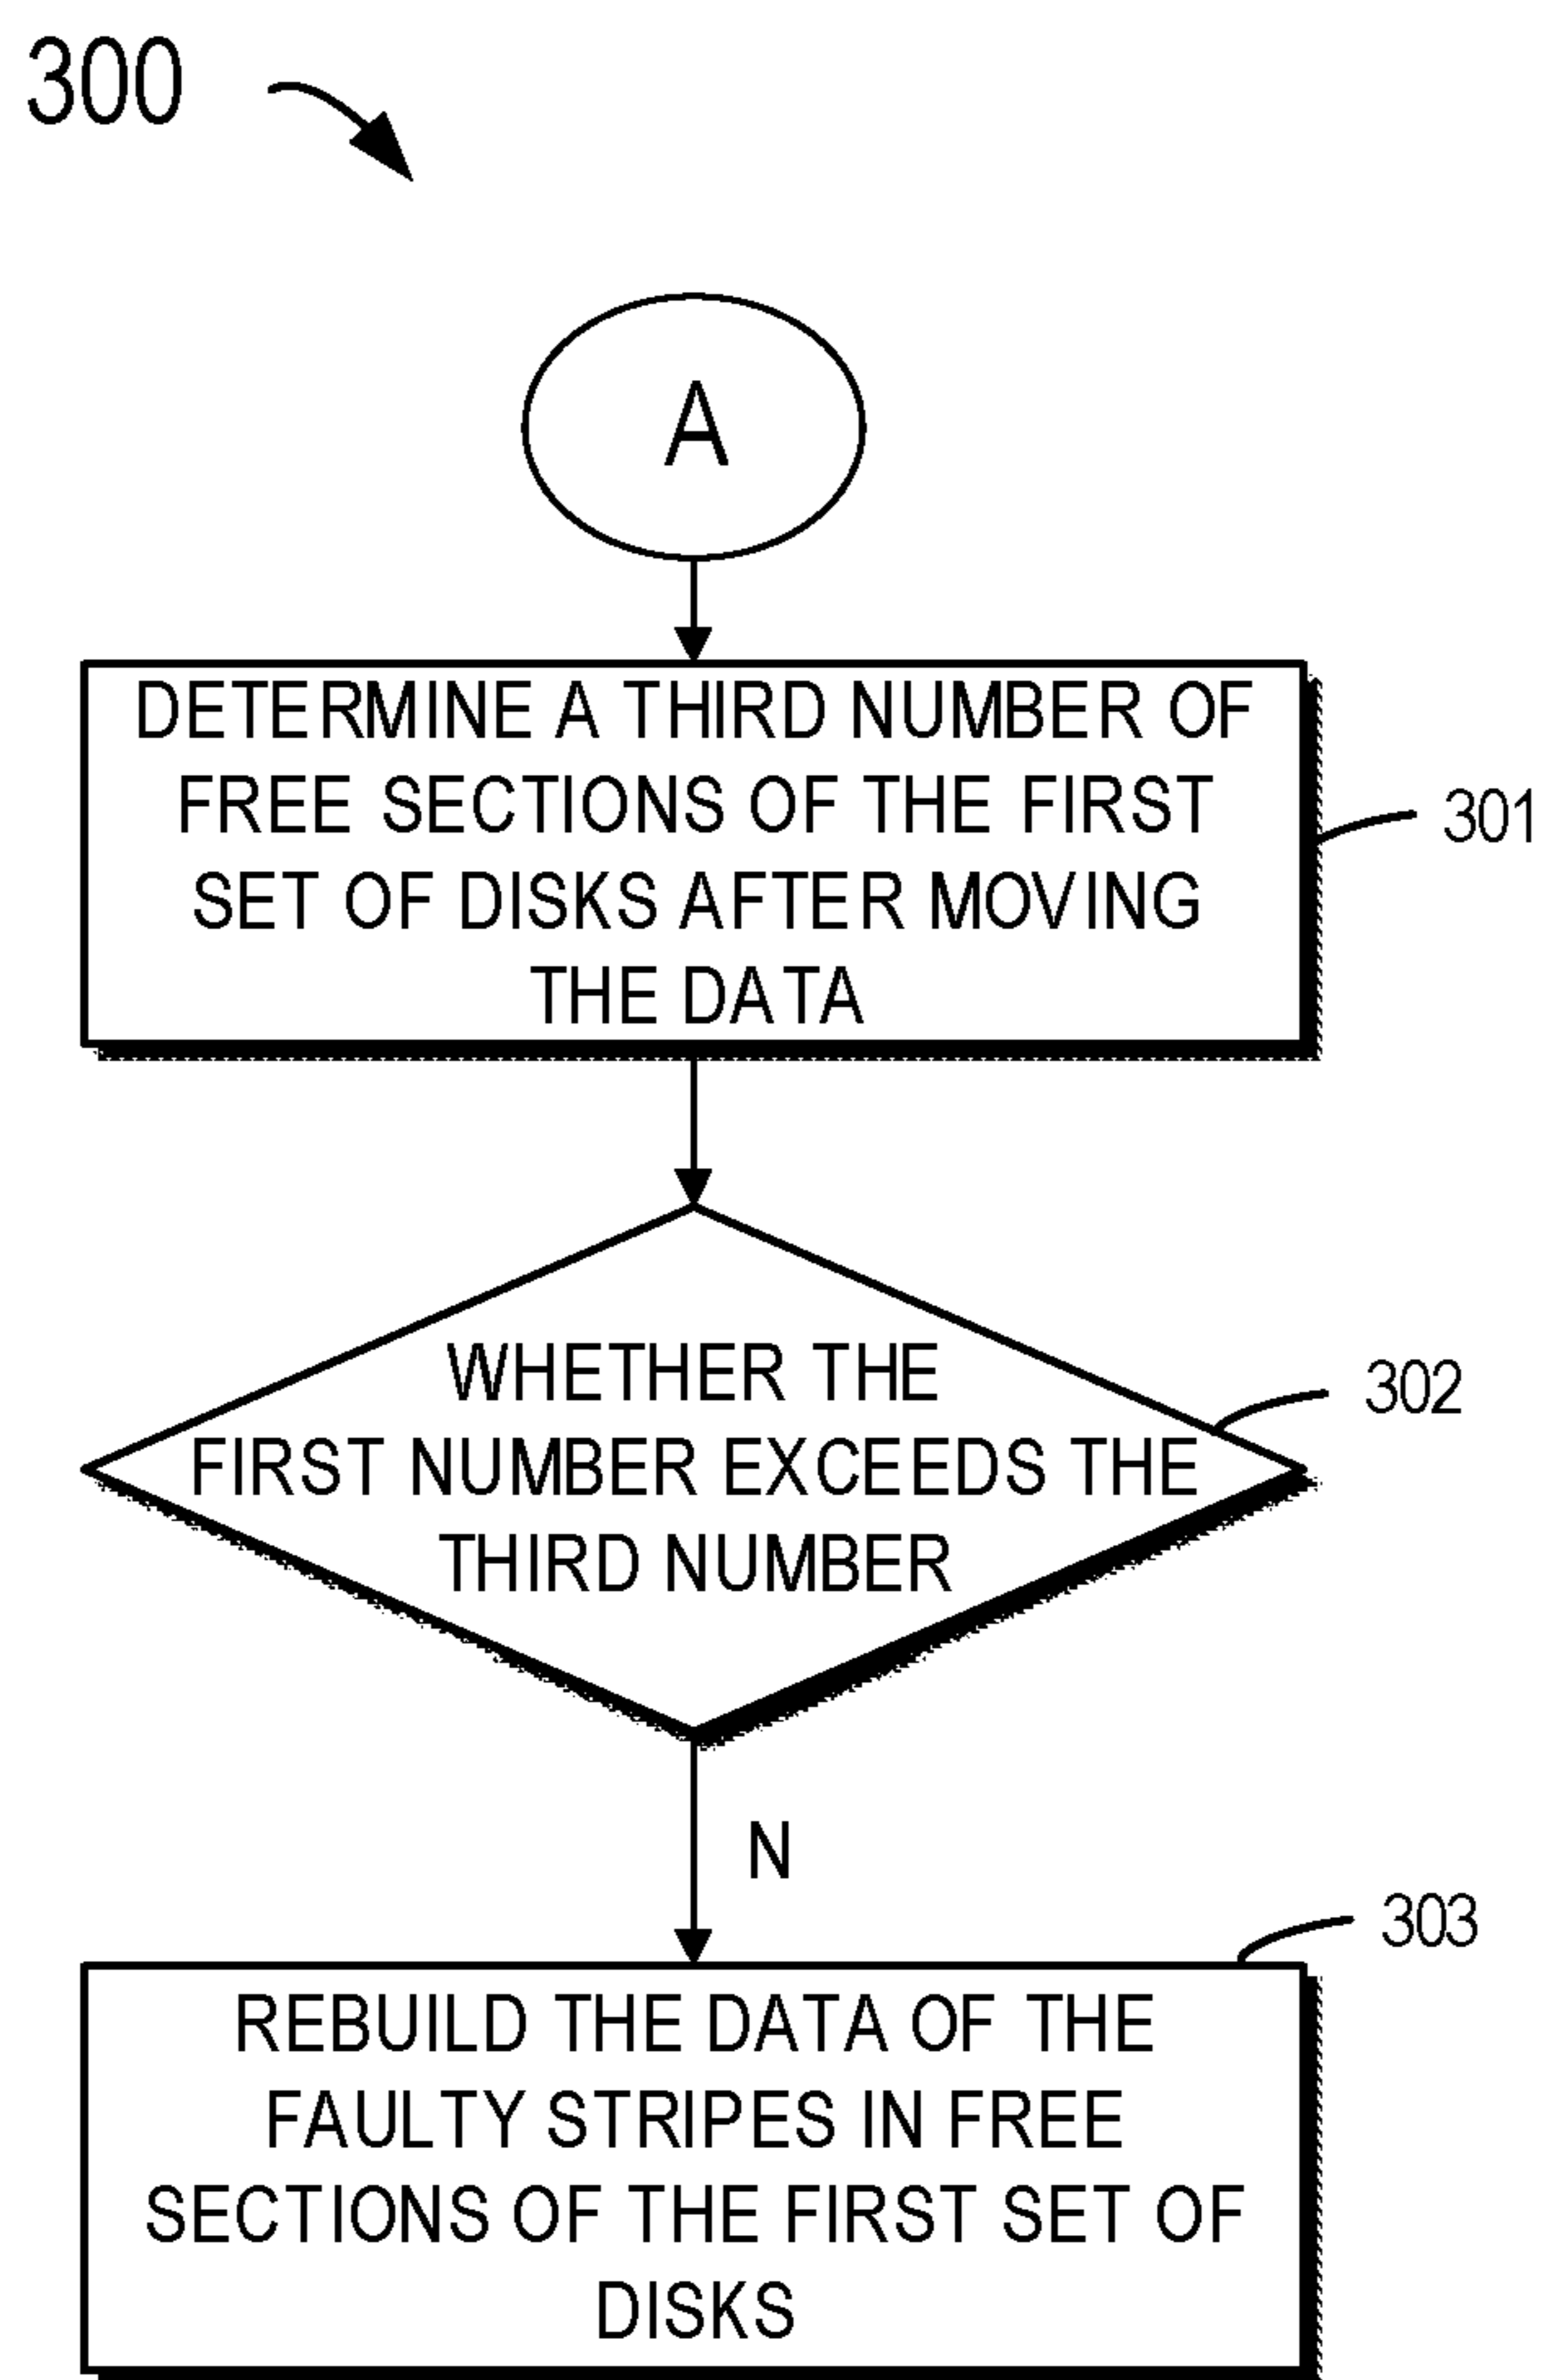 300
A
DETERMINE A THIRD NUMBER OF
FREE SECTIONS OF THE FIRST
SET OF DISKS AFTER MOVING
THE DATA
301
WHETHER THE
FIRST NUMBER EXCEEDS THE
THIRD NUMBER
302
N
303
REBUILD THE DATA OF THE
FAULTY STRIPES IN FREE
SECTIONS OF THE FIRST SET OF
DISKS